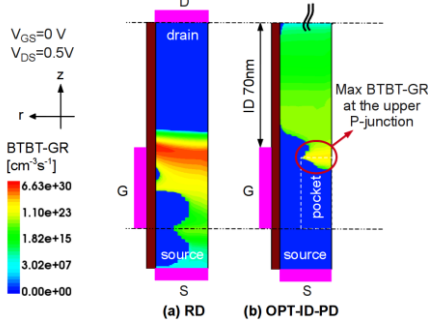 D
V_GS=0 V
V_DS=0.5V
z
r
BTBT-GR
[cm⁻³s⁻¹]
6.63e+30
1.10e+23
1.82e+15
3.02e+07
0.00e+00
drain
G
source
S
(a) RD
ID 70nm
Max BTBT-GR
at the upper
P-junction
G
pocket
source
S
(b) OPT-ID-PD